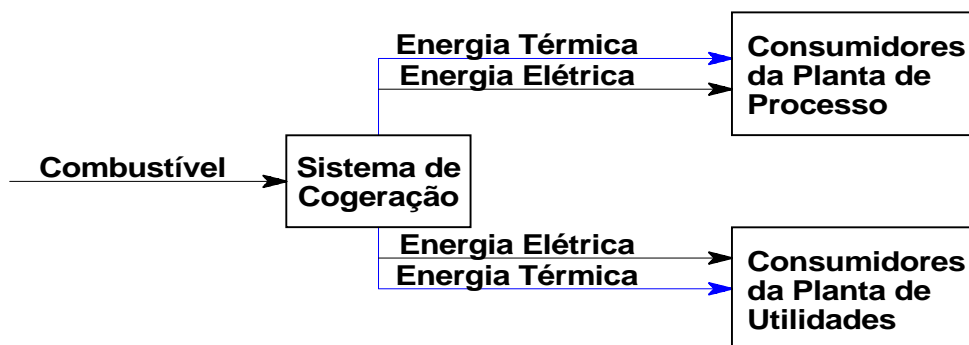 Energia Térmica
Energia Elétrica
Consumidores
da Planta de
Processo
Combustível
Sistema de
Cogeração
Energia Elétrica
Energia Térmica
Consumidores
da Planta de
Utilidades